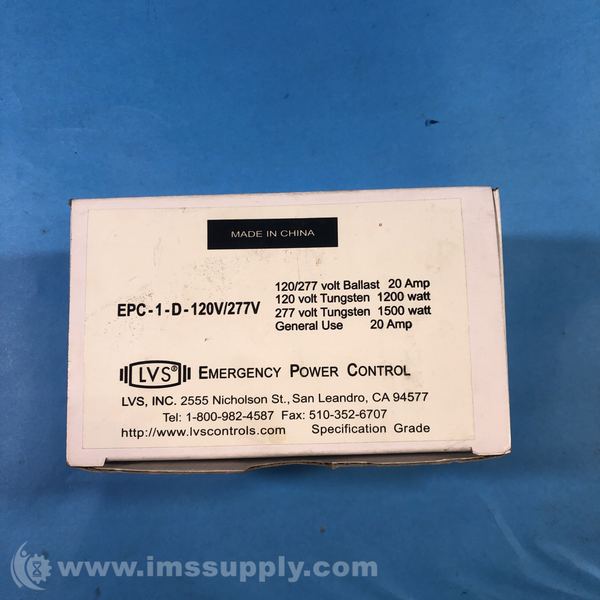 MADE IN CHINA
EPC-1-D-120V/277V
120/277 volt Ballast 20 Amp
120 volt Tungsten 1200 watt
277 volt Tungsten 1500 watt
General Use 20 Amp
LVS® EMERGENCY POWER CONTROL
LVS, INC. 2555 Nicholson St., San Leandro, CA 94577
Tel: 1-800-982-4587 Fax: 510-352-6707
http://www.lvscontrols.com Specification Grade
www.imssupply.com